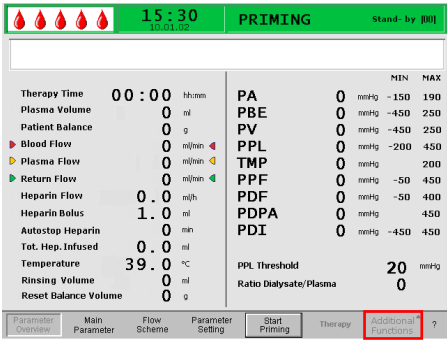 15:30 PRIMING Stand- by |00|
10.01.02
MIN MAX
Therapy Time 00:00 hh:mm
Plasma Volume 0 ml
Patient Balance 0 g
Blood Flow 0 ml/min
Plasma Flow 0 ml/min
Return Flow 0 ml/min
Heparin Flow 0.0 ml/h
Heparin Bolus 1.0 ml
Autostop Heparin 0 min
Tot. Hep. Infused 0.0 ml
Temperature 39.0 °C
Rinsing Volume 0 ml
Reset Balance Volume 0 g
PA 0 mmHg -150 190
PBE 0 mmHg -450 250
PV 0 mmHg -450 250
PPL 0 mmHg -200 450
TMP 0 mmHg 200
PPF 0 mmHg -50 450
PDF 0 mmHg -50 400
PDPA 0 mmHg 450
PDI 0 mmHg -450 450
PPL Threshold 20 mmHg
Ratio Dialysate/Plasma 0
Parameter Overview
Main Parameter
Flow Scheme
Parameter Setting
Start Priming
Therapy
Additional Functions
?